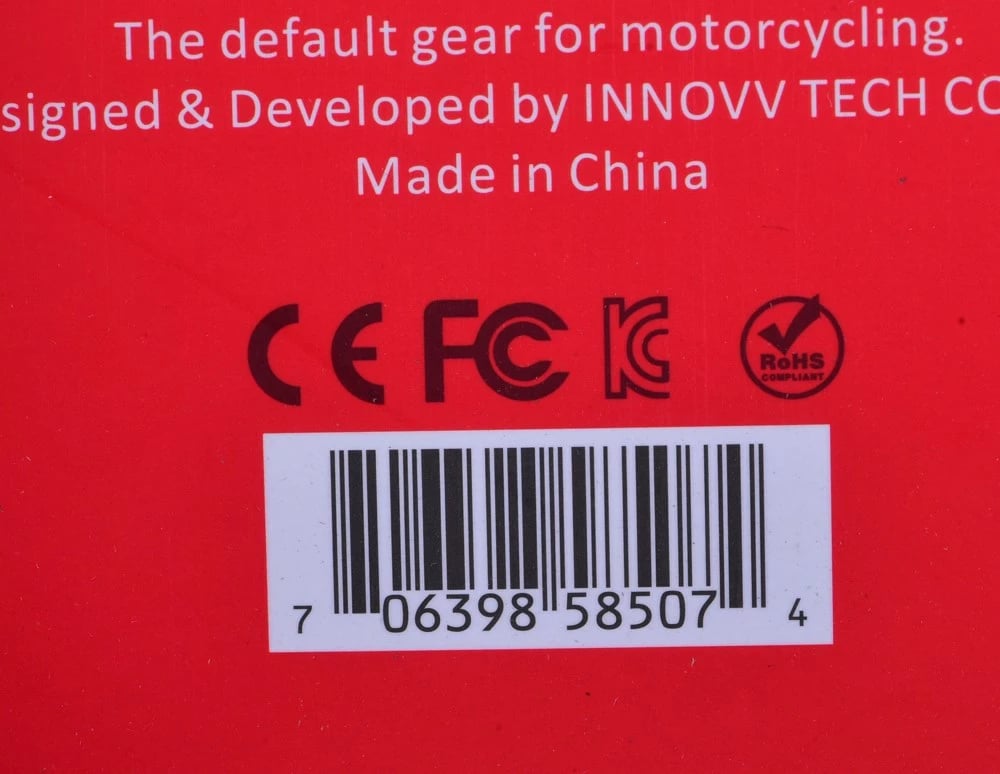 The default gear for motorcycling.
signed & Developed by INNOVV TECH CO
Made in China
CE FC KC RoHS
COMPLIANT
7 06398 58507 4